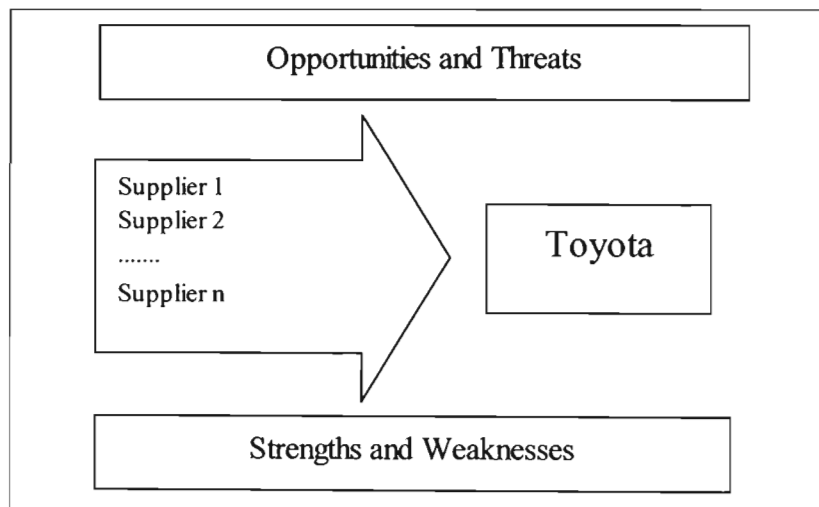 Opportunities and Threats
Supplier 1
Supplier 2
.......
Supplier n
Toyota
Strengths and Weaknesses